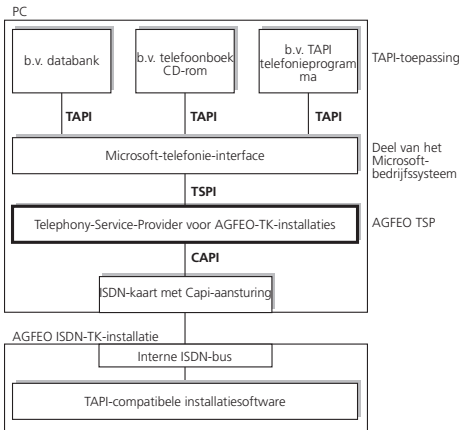 PC
b.v. databank
b.v. telefoonboek
CD-rom
b.v. TAPI
telefonieprogram
ma
TAPI-toepassing
TAPI
TAPI
TAPI
Microsoft-telefonie-interface
Deel van het
Microsoft-
bedrijfssysteem
TSPI
Telephony-Service-Provider voor AGFEO-TK-installaties
AGFEO TSP
CAPI
ISDN-kaart met Capi-aansturing
AGFEO ISDN-TK-installatie
Interne ISDN-bus
TAPI-compatibele installatiesoftware